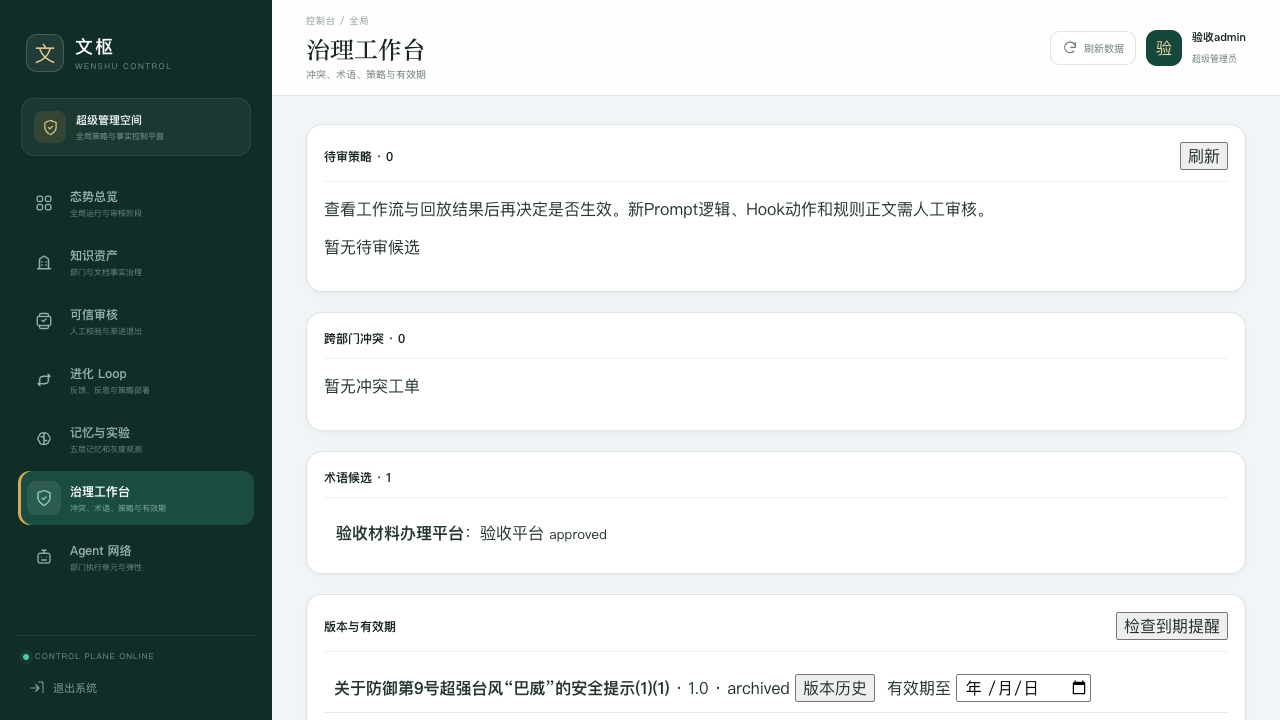 文
文枢
WENSHU CONTROL
超级管理空间
全局策略与事实控制平面
态势总览
全局运行与审核阶段
知识资产
部门与文档事实治理
可信审核
人工校验与渐进退出
进化 Loop
反馈、反思与策略部署
记忆与实验
五层记忆和灰度观测
治理工作台
冲突、术语、策略与有效期
Agent 网络
部门执行单元与弹性
CONTROL PLANE ONLINE
退出系统
控制台 / 全局
治理工作台
冲突、术语、策略与有效期
刷新数据
验
验收admin
超级管理员
待审策略 · 0
刷新
查看工作流与回放结果后再决定是否生效。新Prompt逻辑、Hook动作和规则正文需人工审核。
暂无待审候选
跨部门冲突 · 0
暂无冲突工单
术语候选 · 1
验收材料办理平台：验收平台 approved
版本与有效期
检查到期提醒
关于防御第9号超强台风“巴威”的安全提示(1)(1) · 1.0 · archived 版本历史 有效期至 年 /月/日